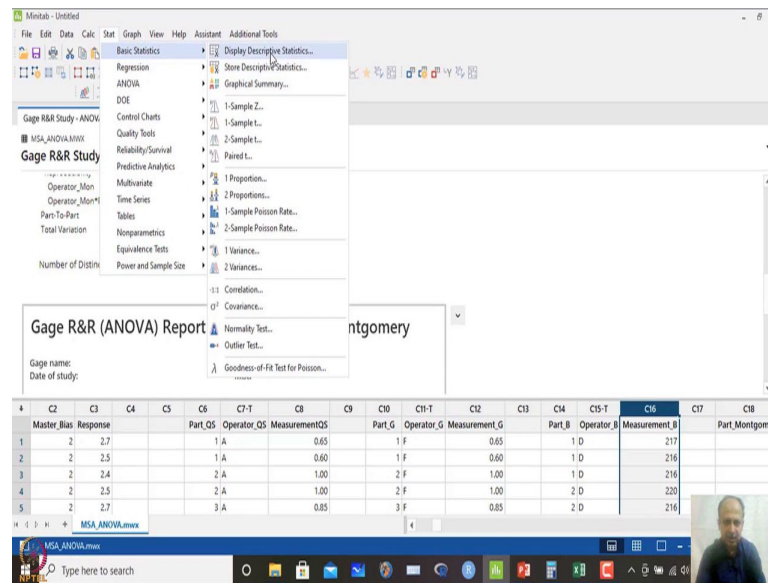 Minitab - Untitled
File Edit Data Calc Stat Graph View Help Assistant Additional Tools
Basic Statistics
Regression
ANOVA
DOE
Control Charts
Quality Tools
Reliability/Survival
Predictive Analytics
Multivariate
Time Series
Tables
Nonparametrics
Equivalence Tests
Power and Sample Size
Display Descriptive Statistics...
Store Descriptive Statistics...
Graphical Summary...
1-Sample Z...
1-Sample t...
2-Sample t...
Paired t...
1 Proportion...
2 Proportions...
1-Sample Poisson Rate...
2-Sample Poisson Rate...
1 Variance...
2 Variances...
Correlation...
Covariance...
Normality Test...
Outlier Test...
Goodness-of-Fit Test for Poisson...
Gage R&R Study - ANOV
MSA_ANOVA.MWX
Gage R&R Study
Operator_Mon
Operator_Mon*
Part-To-Part
Total Variation
Number of Distin
Gage R&R (ANOVA) Report ntgomery
Gage name:
Date of study:
C2 C3 C4 C5 C6 C7-T C8 C9 C10 C11-T C12 C13 C14 C15-T C16 C17 C18
Master_Bias Response Part_QS Operator_QS MeasurementQS Part_G Operator_G Measurement_G Part_B Operator_B Measurement_B Part_Montgom
1 2 2.7 1 A 0.65 1 F 0.65 1 D 217
2 2 2.5 1 A 0.60 1 F 0.60 1 D 216
3 2 2.4 2 A 1.00 2 F 1.00 1 D 216
4 2 2.5 2 A 1.00 2 F 1.00 1 D 220
5 2 2.7 3 A 0.85 3 F 0.85 2 D 216
MSA_ANOVA.mwx
MSA_ANOVA.mwx
Type here to search
NPTEL